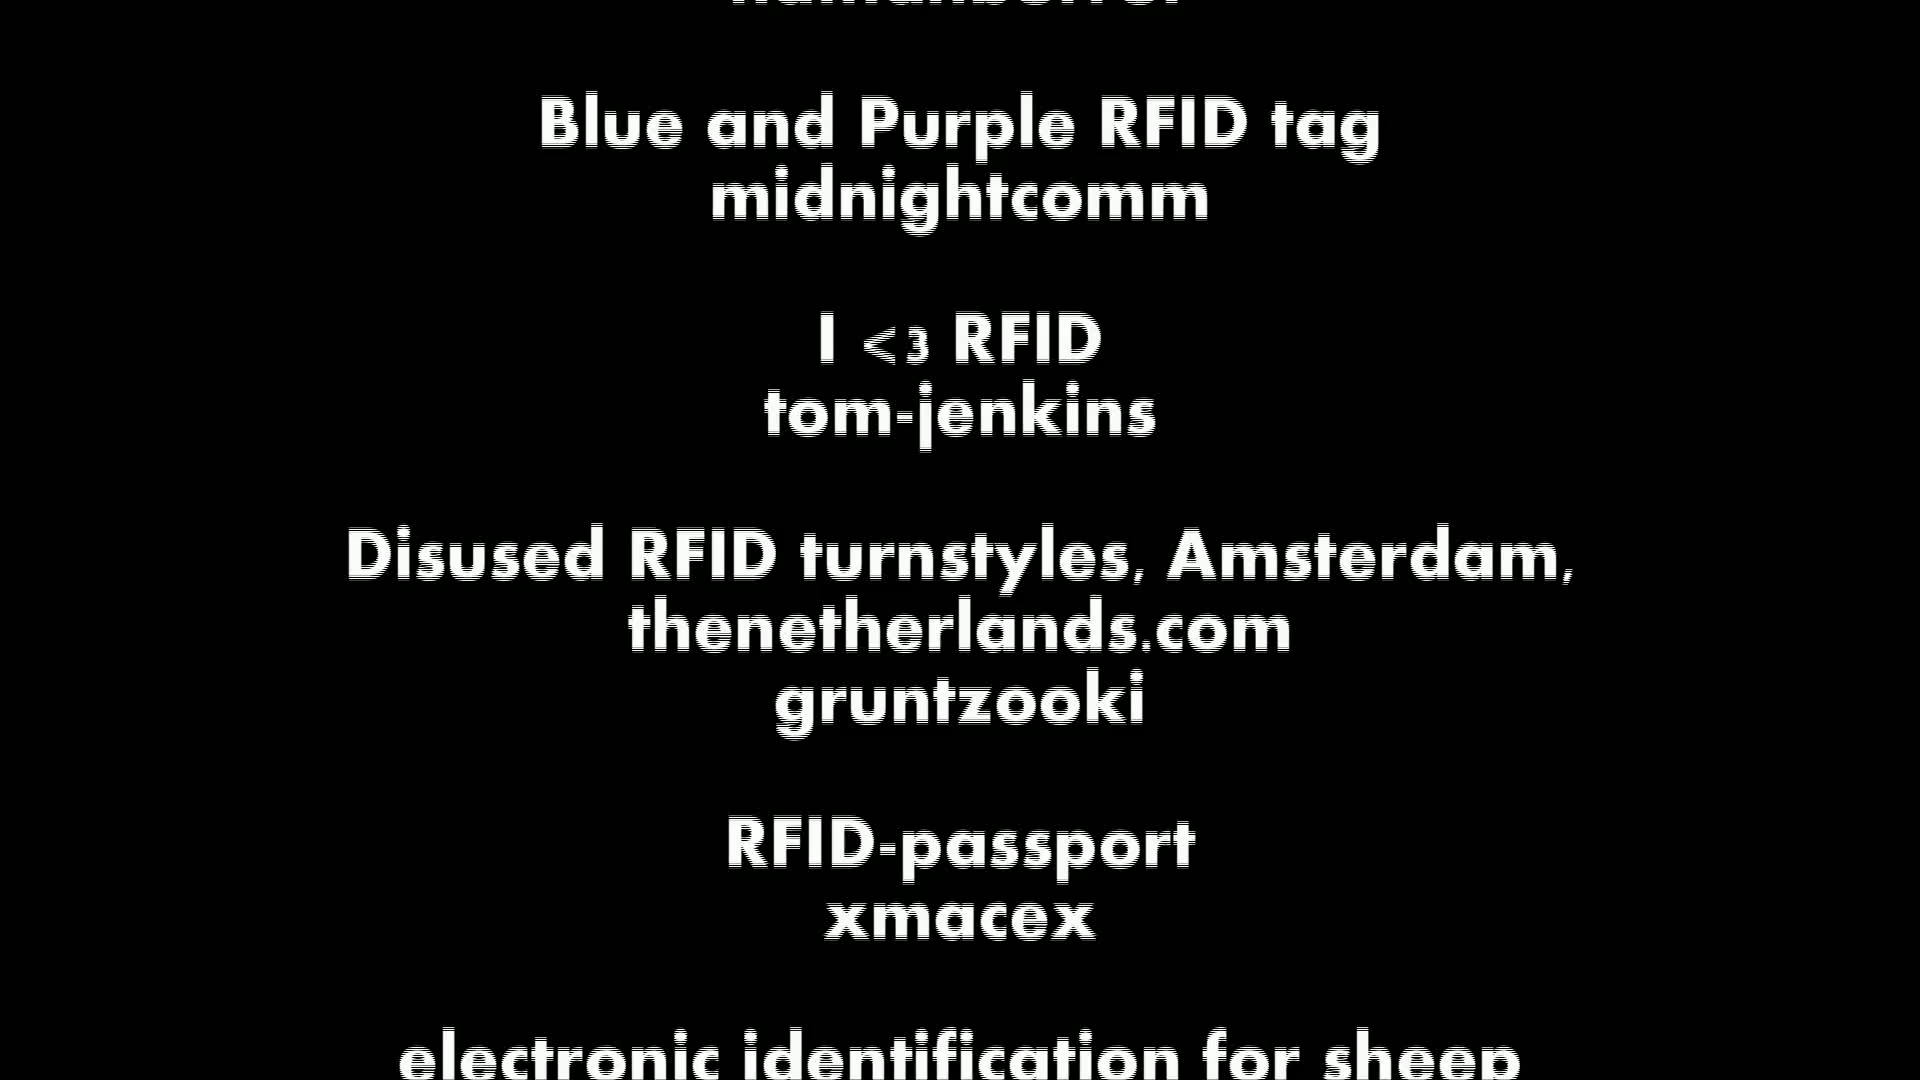 Blue and Purple RFID tag
midnightcomm
I <3 RFID
tom-jenkins
Disused RFID turnstyles, Amsterdam,
thenetherlands.com
gruntzooki
RFID-passport
xmacex
electronic identification for sheep